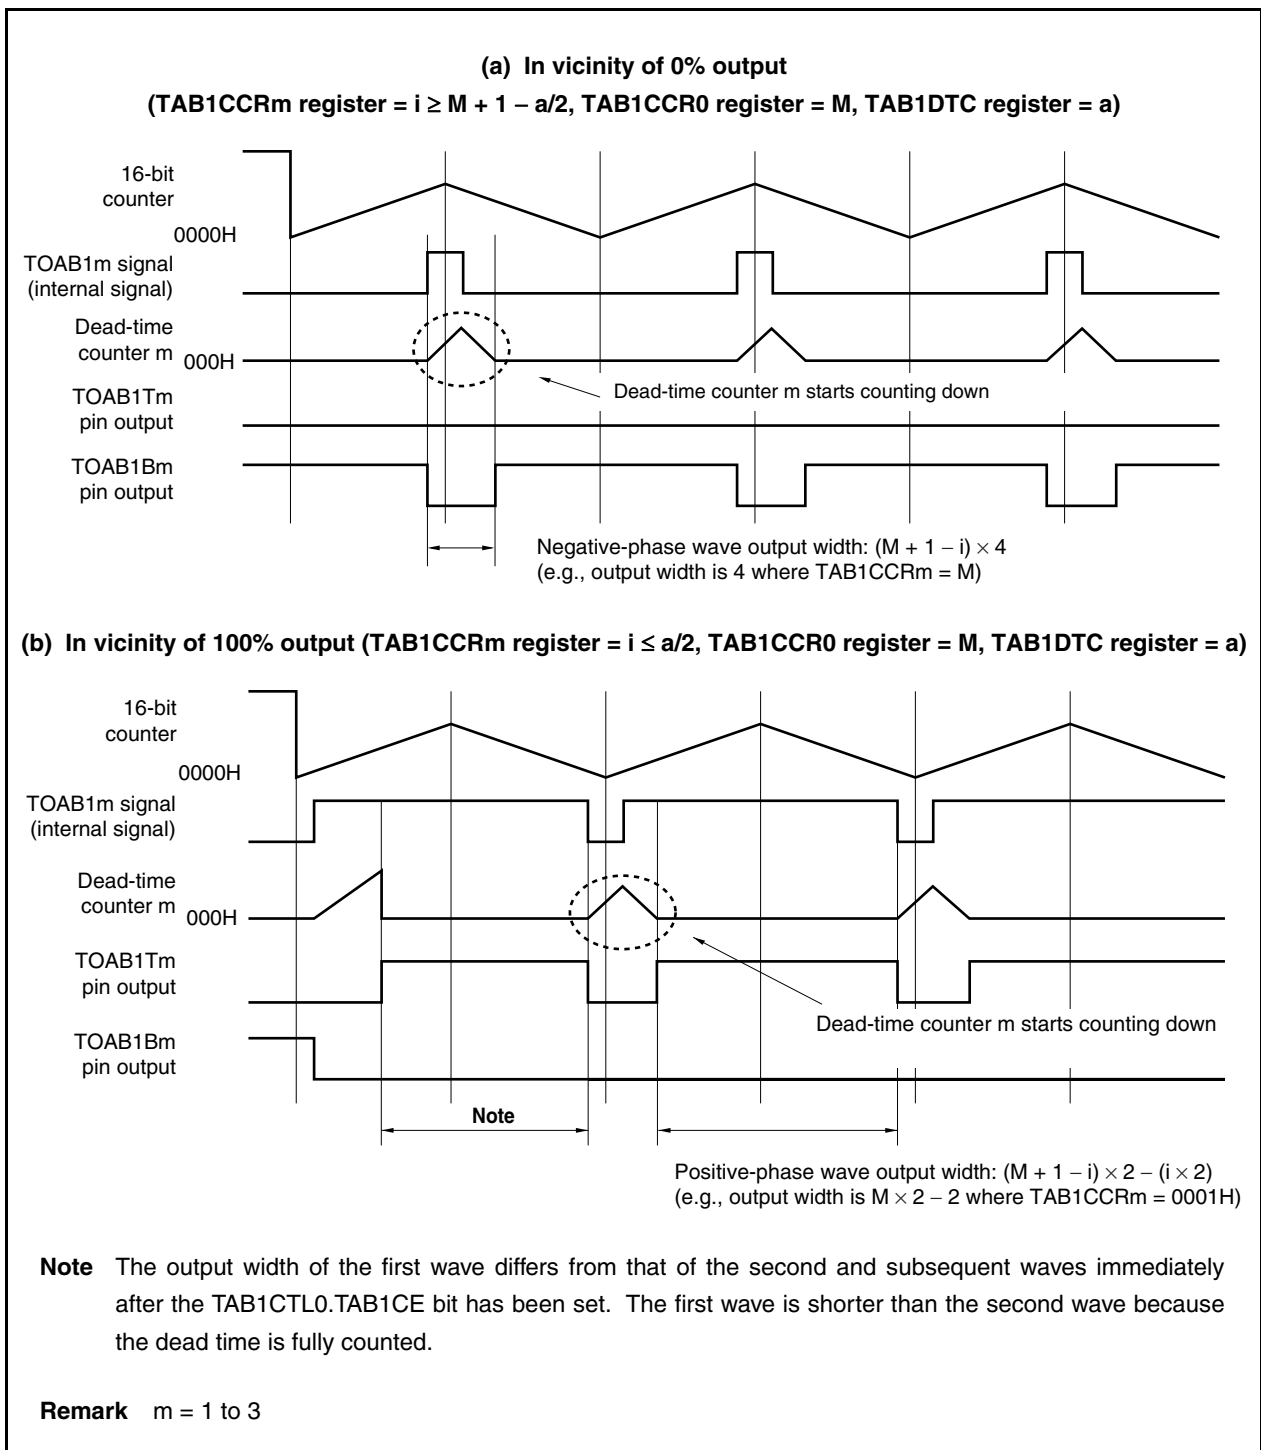 (a) In vicinity of 0% output
(TAB1CCRm register = i ≥ M + 1 – a/2, TAB1CCR0 register = M, TAB1DTC register = a)
16-bit
counter
0000H
TOAB1m signal
(internal signal)
Dead-time
counter m
000H
Dead-time counter m starts counting down
TOAB1Tm
pin output
TOAB1Bm
pin output
Negative-phase wave output width: (M + 1 – i) × 4
(e.g., output width is 4 where TAB1CCRm = M)
(b) In vicinity of 100% output (TAB1CCRm register = i ≤ a/2, TAB1CCR0 register = M, TAB1DTC register = a)
16-bit
counter
0000H
TOAB1m signal
(internal signal)
Dead-time
counter m
000H
TOAB1Tm
pin output
Dead-time counter m starts counting down
TOAB1Bm
pin output
Note
Positive-phase wave output width: (M + 1 – i) × 2 – (i × 2)
(e.g., output width is M × 2 – 2 where TAB1CCRm = 0001H)
Note The output width of the first wave differs from that of the second and subsequent waves immediately
after the TAB1CTL0.TAB1CE bit has been set. The first wave is shorter than the second wave because
the dead time is fully counted.
Remark m = 1 to 3